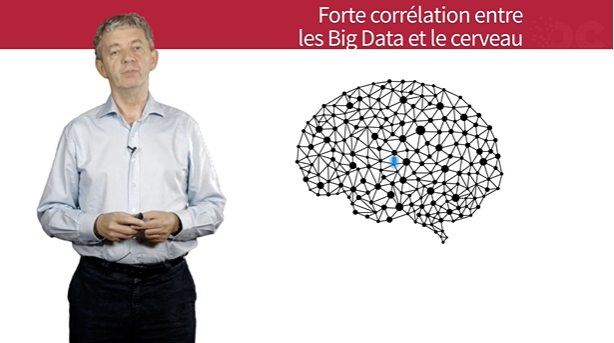 Forte corrélation entre
les Big Data et le cerveau